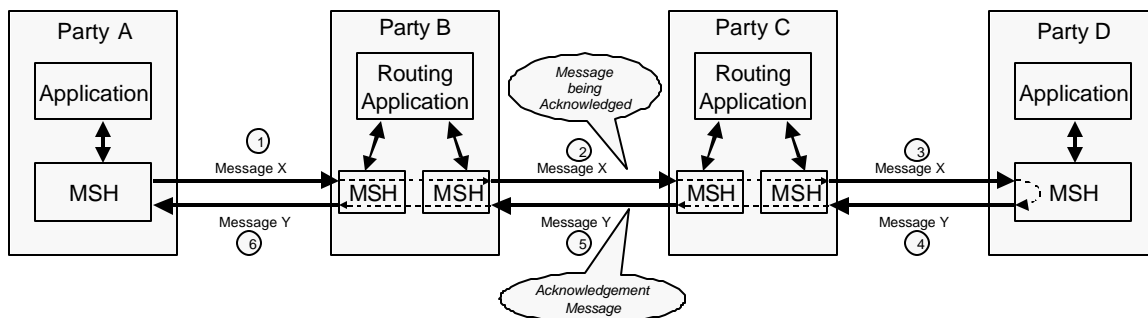 Party A
Application
MSH
1
Message X
Message Y
6
Party B
Routing
Application
MSH
MSH
Message
being
Acknowledged
2
Message X
Message Y
5
Acknowledgement
Message
Party C
Routing
Application
MSH
MSH
3
Message X
Message Y
4
Party D
Application
MSH